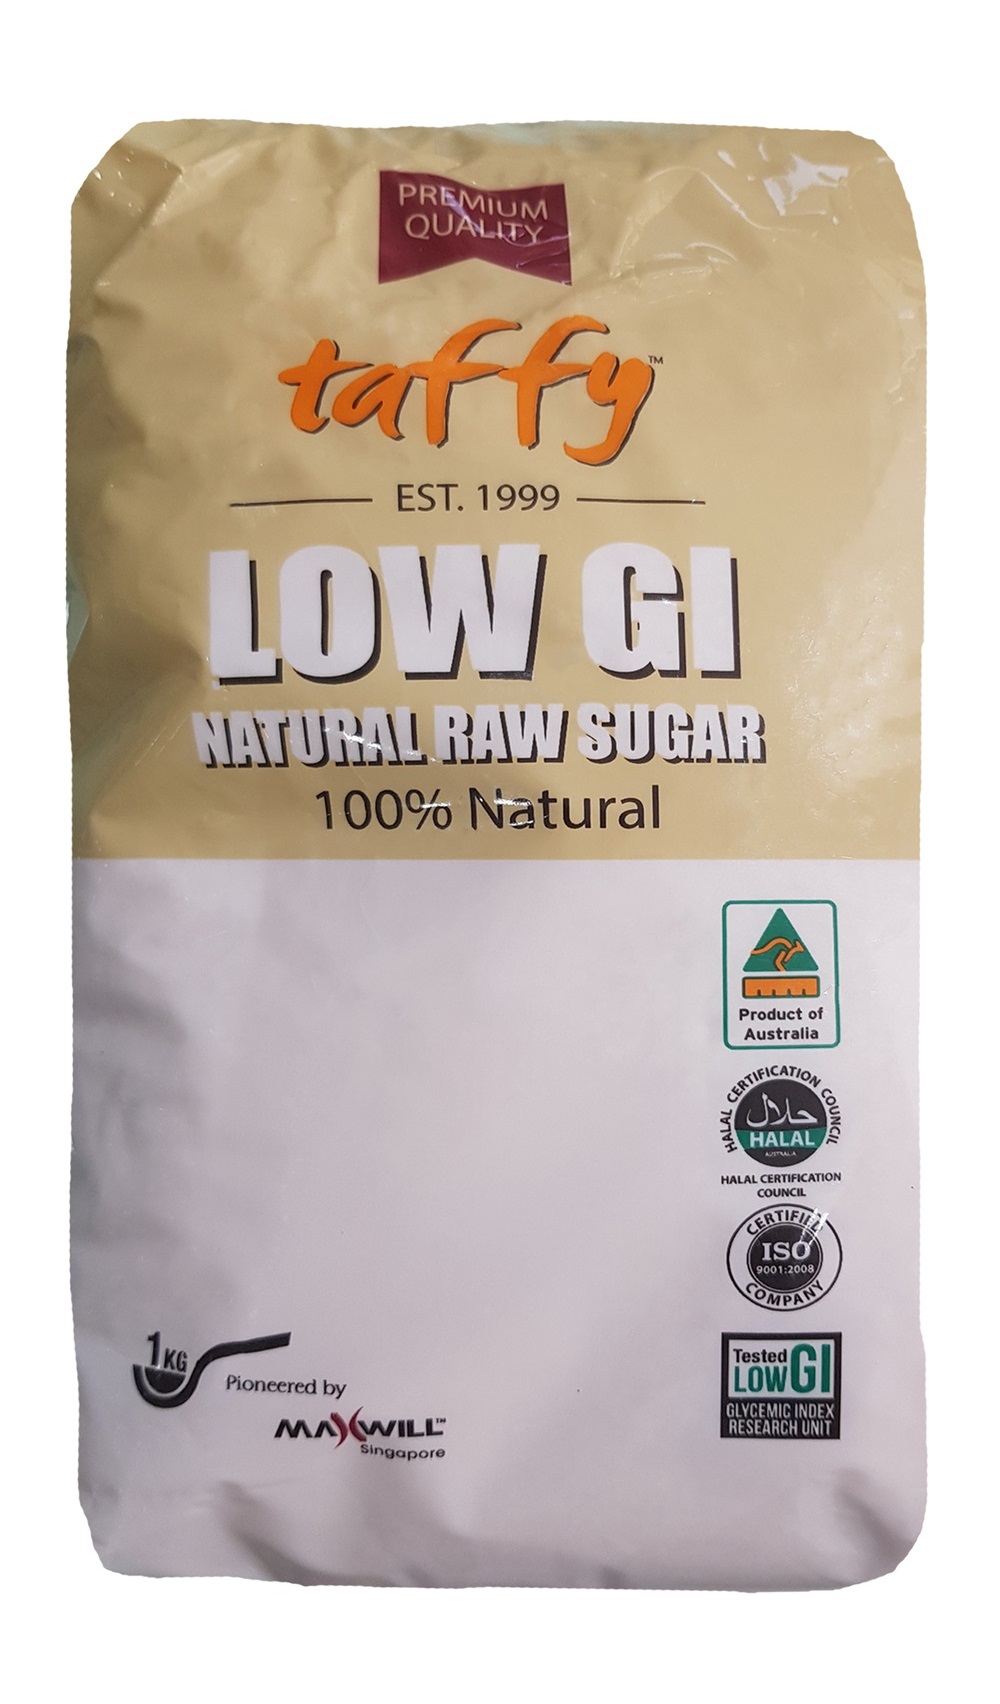 PREMIUM
QUALITY
taffy™
EST. 1999
LOW GI
NATURAL RAW SUGAR
100% Natural
Product of
Australia
HALAL CERTIFICATION COUNCIL
حلال
HALAL
AUSTRALIA
HALAL CERTIFICATION
COUNCIL
CERTIFIED
ISO
9001:2008
COMPANY
1KG
Pioneered by
MAXWILL™
Singapore
Tested
LOW GI
GLYCEMIC INDEX
RESEARCH UNIT